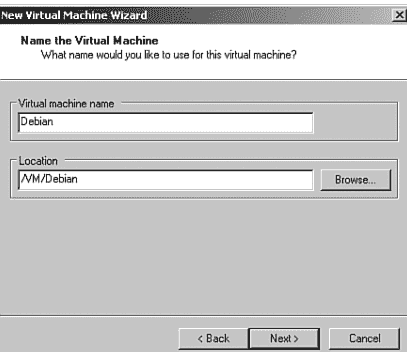 New Virtual Machine Wizard
Name the Virtual Machine
What name would you like to use for this virtual machine?
Virtual machine name
Debian
Location
/VM/Debian
Browse...
< Back
Next >
Cancel